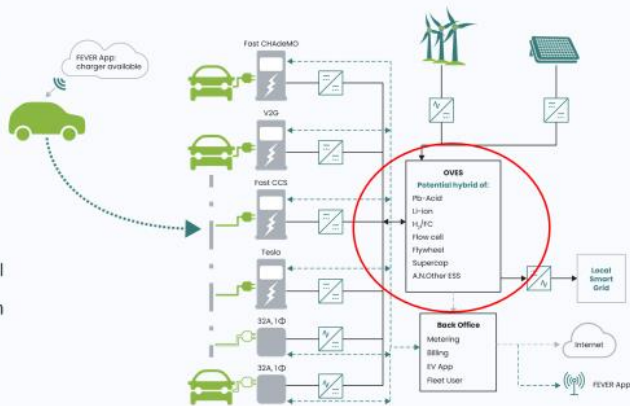 FEVER App:
charger available
Fast CHAdeMO
V2G
Fast CCS
Tesla
32A, 1Φ
32A, 1Φ
OVES
Potential hybrid of:
Pb-Acid
Li-ion
H₂/FC
Flow cell
Flywheel
Supercap
A.N.Other ESS
Local
Smart
Grid
Back Office
Metering
Billing
EV App
Fleet User
Internet
FEVER App